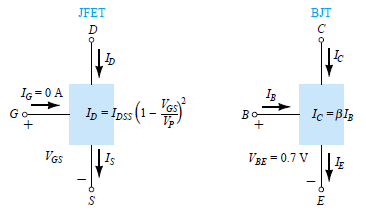 JFET
D
I_D
I_G = 0 A
G
+
I_D = I_DSS (1 − V_GS/V_P)²
V_GS
I_S
−
S
BJT
C
I_C
I_B
B
+
I_C = βI_B
V_BE = 0.7 V
I_E
−
E